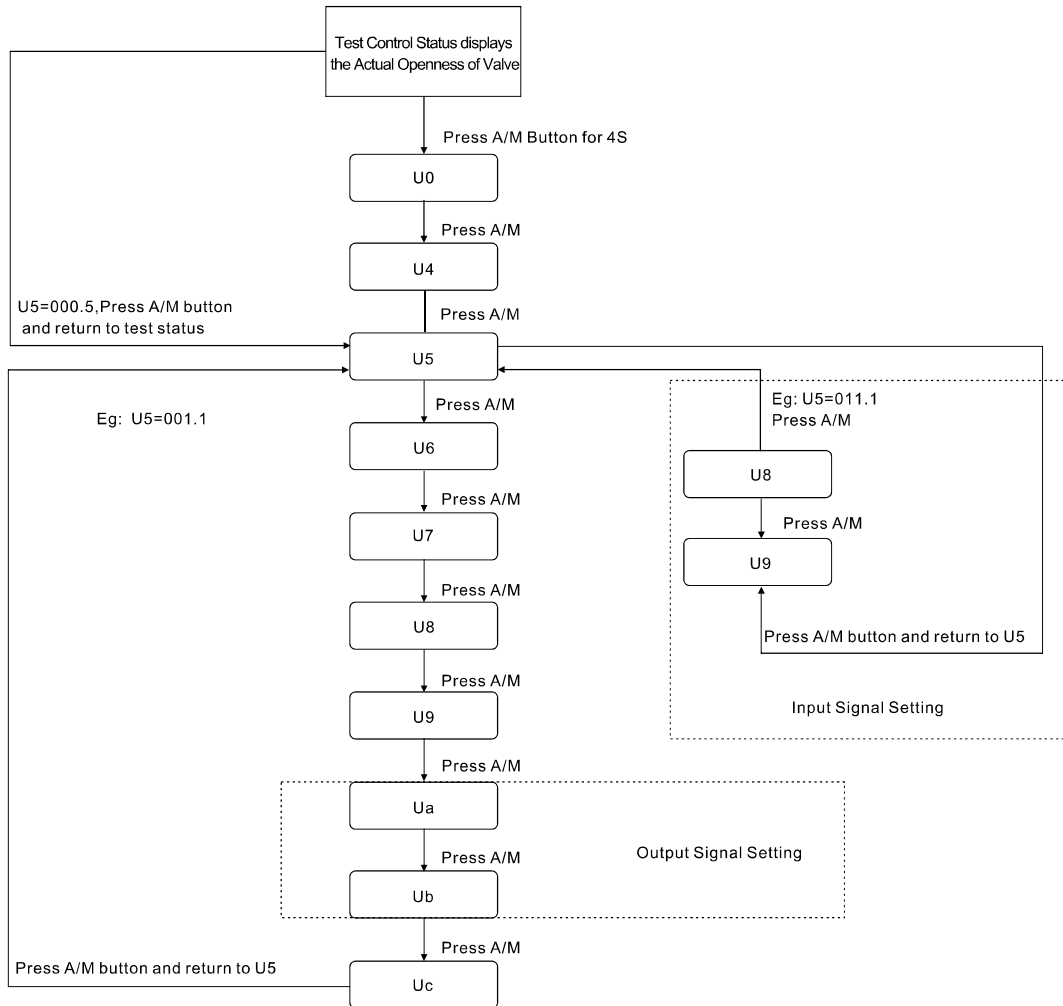 Test Control Status displays
the Actual Openness of Valve
Press A/M Button for 4S
U0
Press A/M
U4
U5=000.5,Press A/M button
and return to test status
Press A/M
U5
Eg: U5=001.1
Press A/M
U6
Press A/M
U7
Press A/M
U8
Press A/M
U9
Press A/M
Ua
Press A/M
Output Signal Setting
Ub
Press A/M
Press A/M button and return to U5
Uc
Eg: U5=011.1
Press A/M
U8
Press A/M
U9
Press A/M button and return to U5
Input Signal Setting